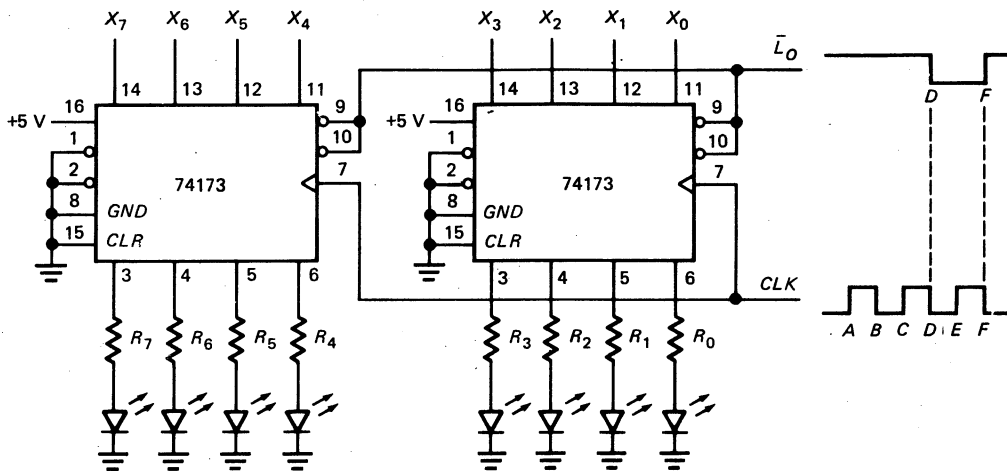 X7 X6 X5 X4 X3 X2 X1 X0 L̄O
14 13 12 11 14 13 12 11
16 9 16 9
+5 V +5 V
D F
1 10 1 10
2 7 2 7
74173 74173
8 GND 8 GND
15 CLR 15 CLR
3 4 5 6 3 4 5 6
CLK
A B C D E F
R7 R6 R5 R4 R3 R2 R1 R0